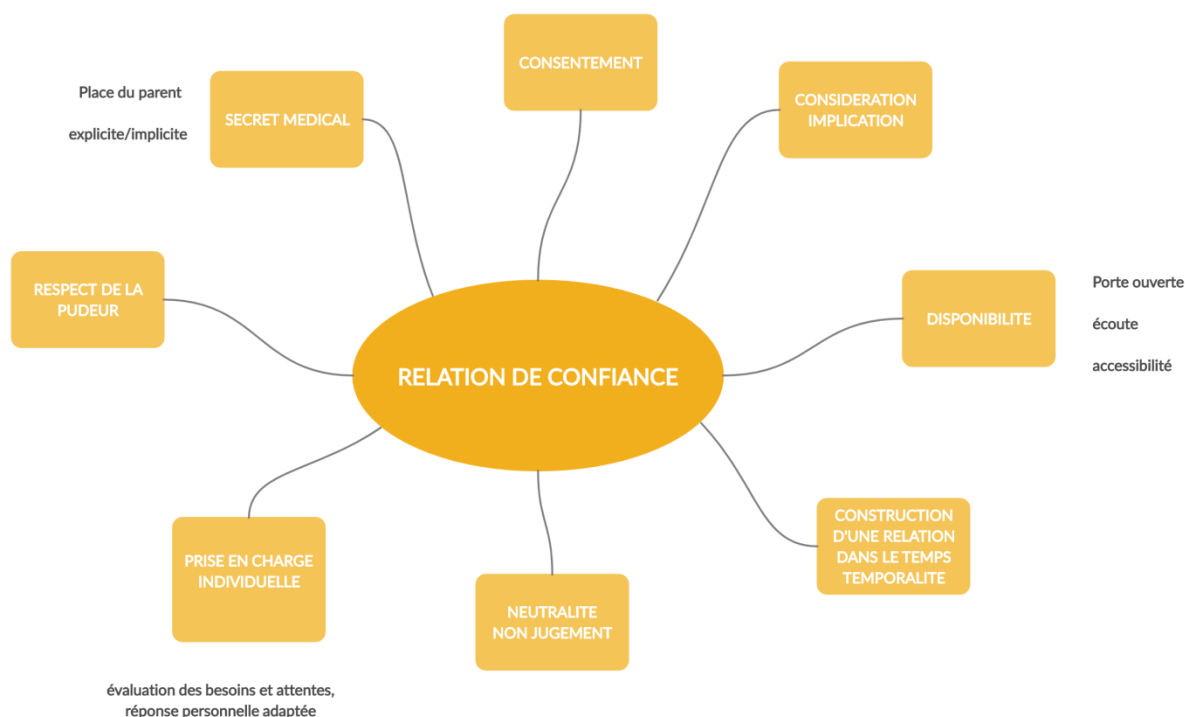 CONSENTEMENT
CONSIDERATION
IMPLICATION
Place du parent
explicite/implicite
SECRET MEDICAL
RESPECT DE LA
PUDEUR
DISPONIBILITE
Porte ouverte
écoute
accessibilité
RELATION DE CONFIANCE
CONSTRUCTION
D'UNE RELATION
DANS LE TEMPS
TEMPORALITE
PRISE EN CHARGE
INDIVIDUELLE
NEUTRALITE
NON JUGEMENT
évaluation des besoins et attentes,
réponse personnelle adaptée